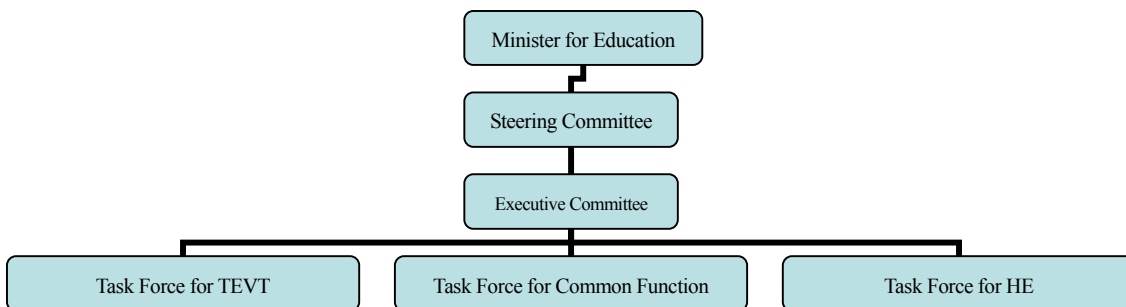 Minister for Education
Steering Committee
Executive Committee
Task Force for TEVT
Task Force for Common Function
Task Force for HE